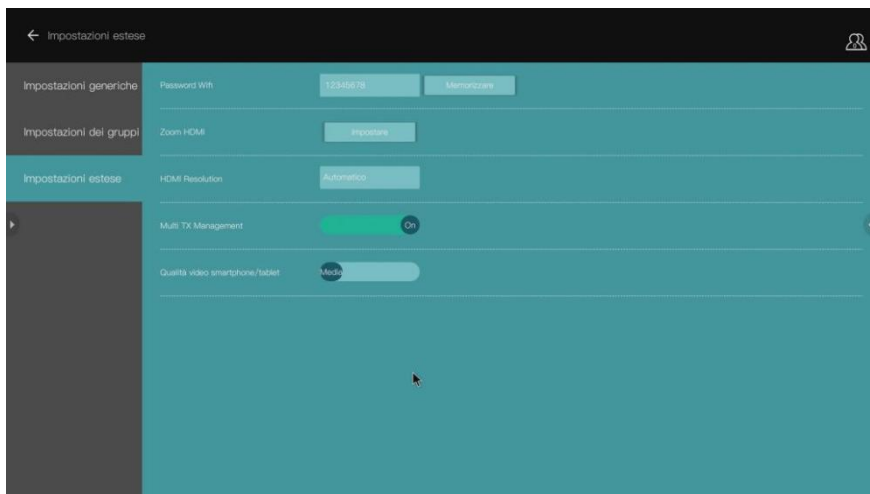 Impostazioni estese
Impostazioni generiche
Password Wifi 12345678 Memorizzare
Impostazioni dei gruppi
Zoom HDMI Impostare
Impostazioni estese
HDMI Resolution Automatico
Multi TX Management On
Qualità video smartphone/tablet Media